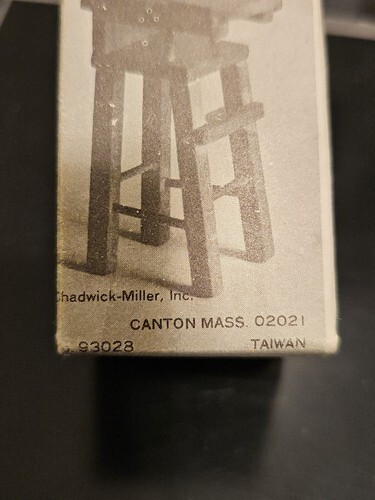 Chadwick-Miller, Inc.
CANTON MASS. 02021
93028
TAIWAN